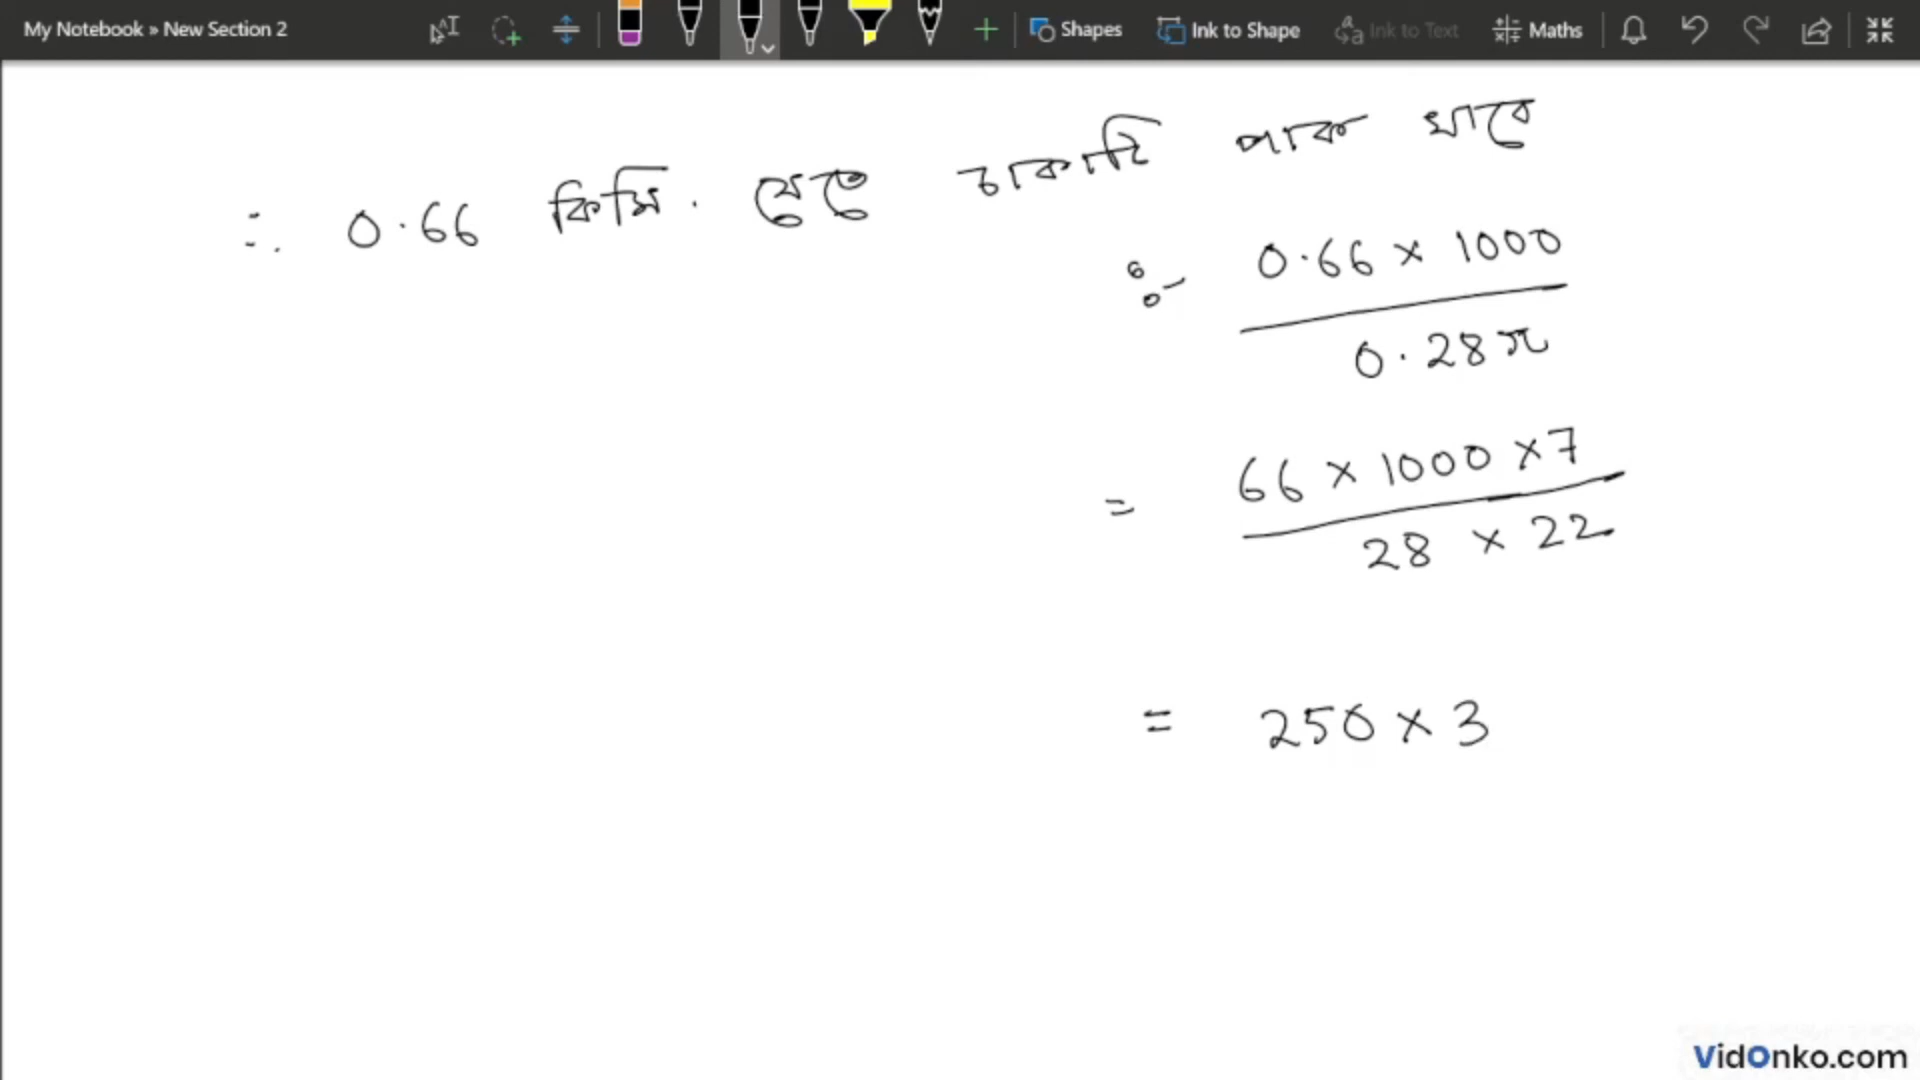 My Notebook » New Section 2
Shapes
Ink to Shape
Ink to Text
Maths
∴ 0.66 কিমি. যেতে চাকাটি পাক খাবে
:- 0.66 × 1000
0.28π
= 66 × 1000 × 7
28 × 22
= 250 × 3
VidOnko.com